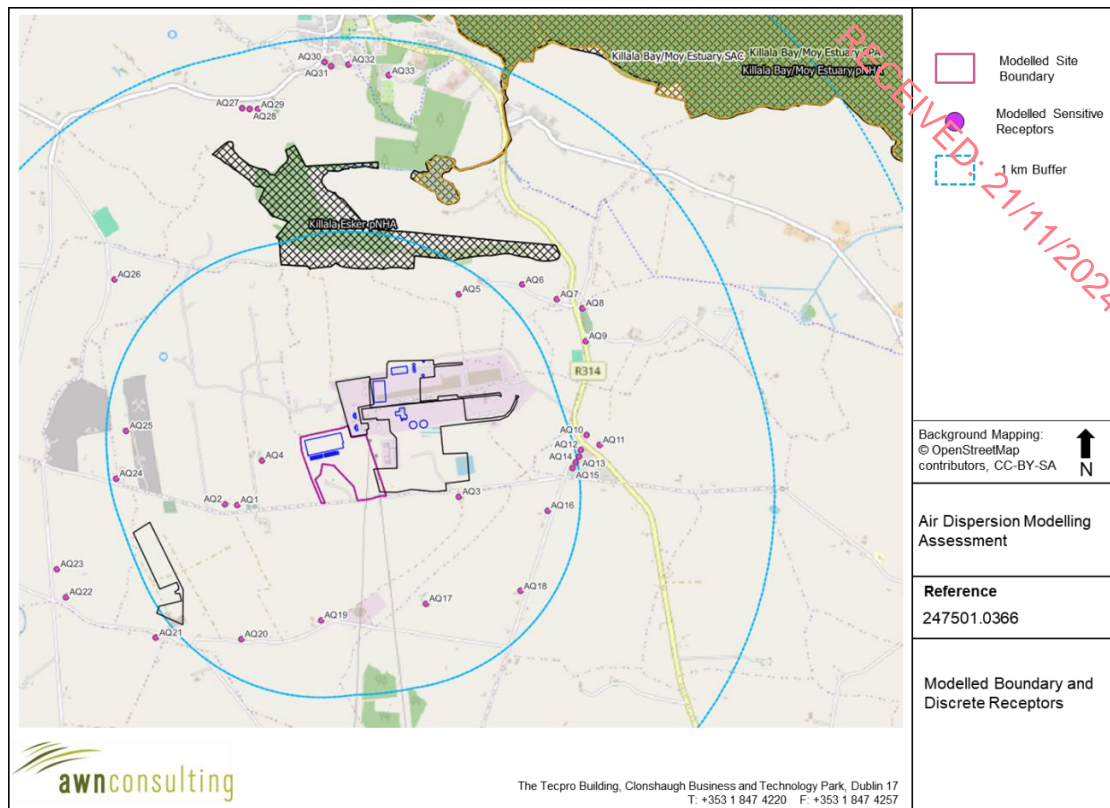 AQ30
AQ32
AQ31
AQ33
AQ27
AQ29
AQ28
Killala Bay/Moy Estuary SAC
Killala Bay/Moy Estuary SPA
Killala Bay/Moy Estuary pNHA
Killala Esker pNHA
AQ26
AQ5
AQ6
AQ7
AQ8
AQ9
R314
AQ25
AQ4
AQ10
AQ11
AQ12
AQ14
AQ13
AQ15
AQ24
AQ2
AQ1
AQ3
AQ16
AQ23
AQ22
AQ18
AQ17
AQ19
AQ21
AQ20
Modelled Site
Boundary
Modelled Sensitive
Receptors
1 km Buffer
RECEIVED: 21/11/2024
Background Mapping:
© OpenStreetMap
contributors, CC-BY-SA
N
Air Dispersion Modelling
Assessment
Reference
247501.0366
Modelled Boundary and
Discrete Receptors
awnconsulting
The Tecpro Building, Clonshaugh Business and Technology Park, Dublin 17
T: +353 1 847 4220 F: +353 1 847 4257